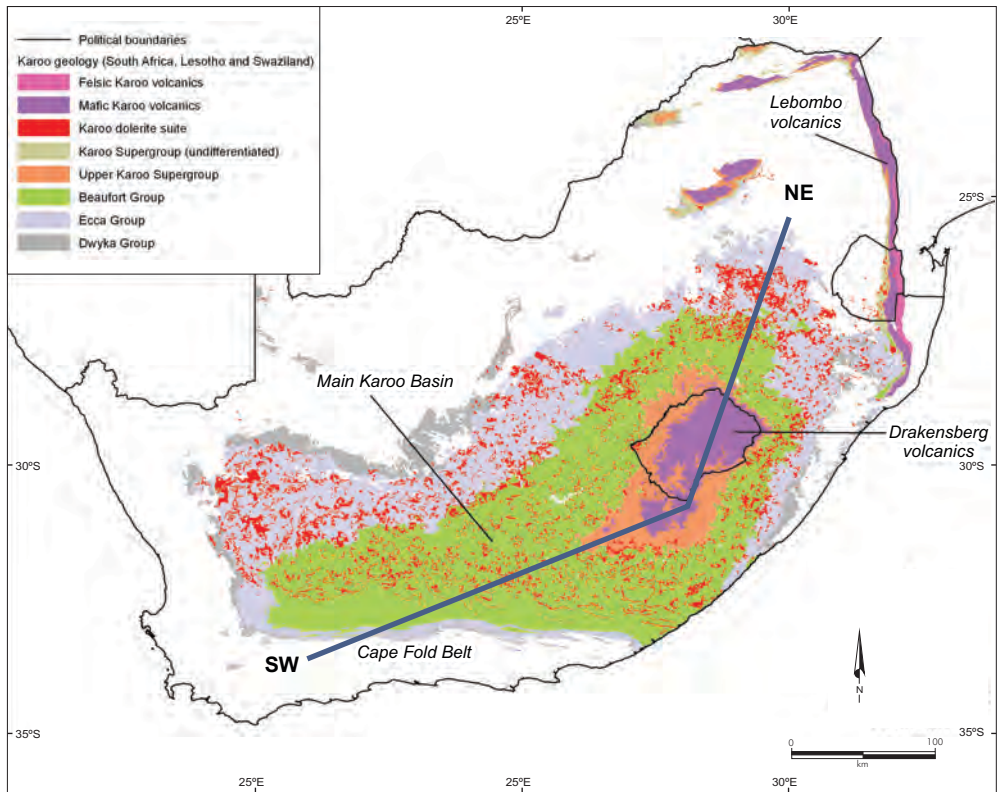 25ºE
30ºE
Political boundaries
Karoo geology (South Africa, Lesotho and Swaziland)
Felsic Karoo volcanics
Mafic Karoo volcanics
Karoo dolerite suite
Karoo Supergroup (undifferentiated)
Upper Karoo Supergroup
Beaufort Group
Ecca Group
Dwyka Group
Lebombo
volcanics
NE
25ºS
25ºS
Main Karoo Basin
Drakensberg
volcanics
30ºS
30ºS
SW
Cape Fold Belt
N
35ºS
35ºS
0
100
km
25ºE
25ºE
30ºE